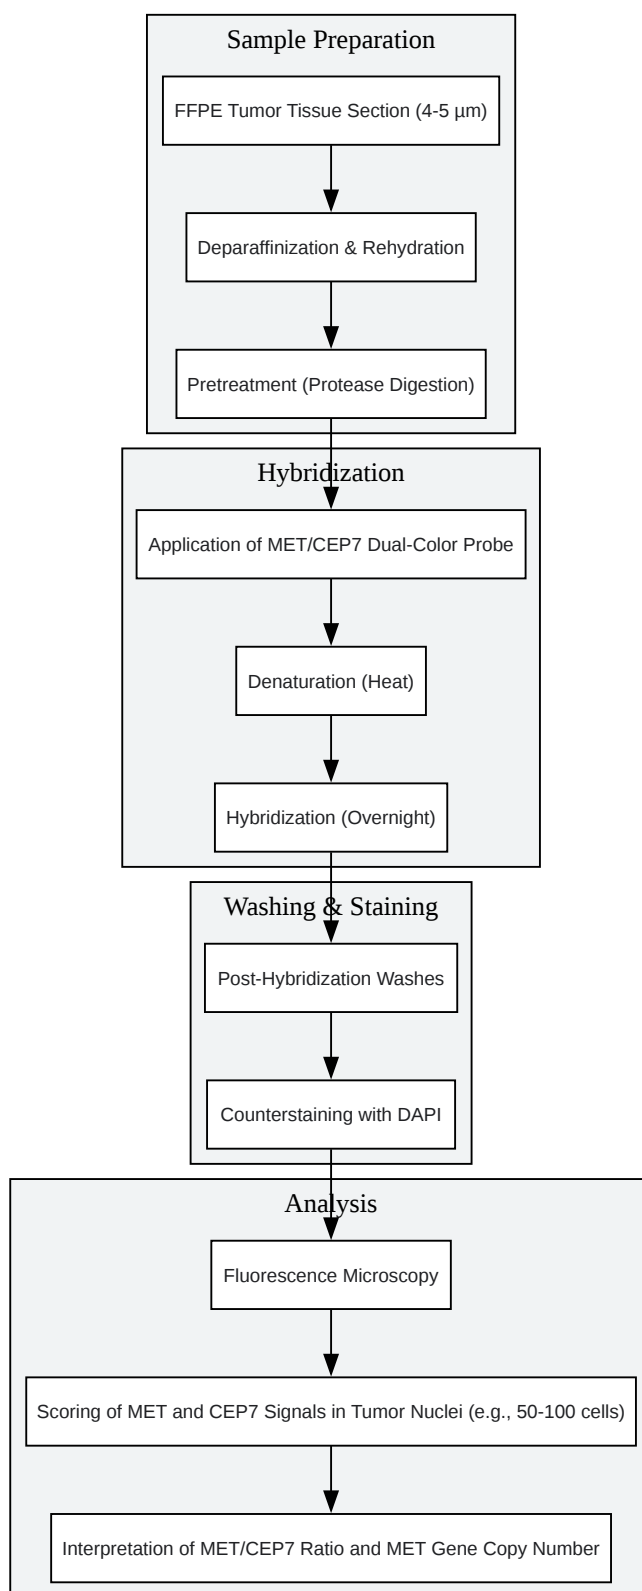 Sample Preparation
FFPE Tumor Tissue Section (4-5 µm)
Deparaffinization & Rehydration
Pretreatment (Protease Digestion)
Hybridization
Application of MET/CEP7 Dual-Color Probe
Denaturation (Heat)
Hybridization (Overnight)
Washing & Staining
Post-Hybridization Washes
Counterstaining with DAPI
Analysis
Fluorescence Microscopy
Scoring of MET and CEP7 Signals in Tumor Nuclei (e.g., 50-100 cells)
Interpretation of MET/CEP7 Ratio and MET Gene Copy Number